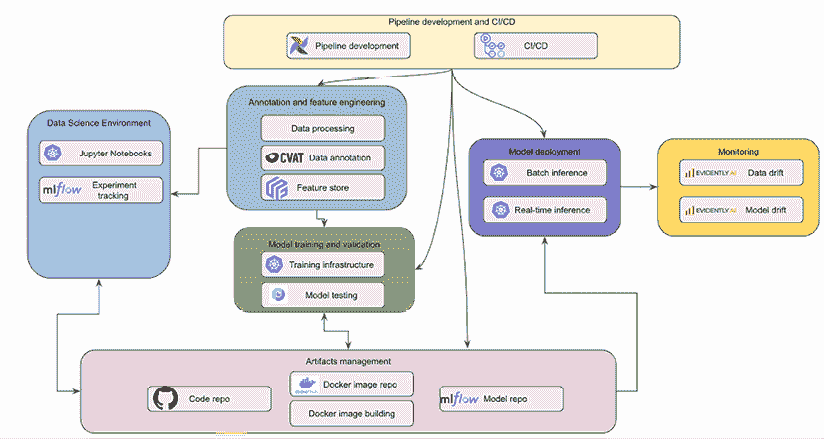 Pipeline development and CI/CD
Pipeline development
CI/CD
Annotation and feature engineering
Data processing
CVAT Data annotation
Feature store
Data Science Environment
Jupyter Notebooks
mlflow Experiment
tracking
Model deployment
Batch inference
Real-time inference
Monitoring
EVIDENTLY AI Data drift
EVIDENTLY AI Model drift
Model training and validation
Training infrastructure
Model testing
Artifacts management
Code repo
Docker image repo
Docker image building
mlflow Model repo